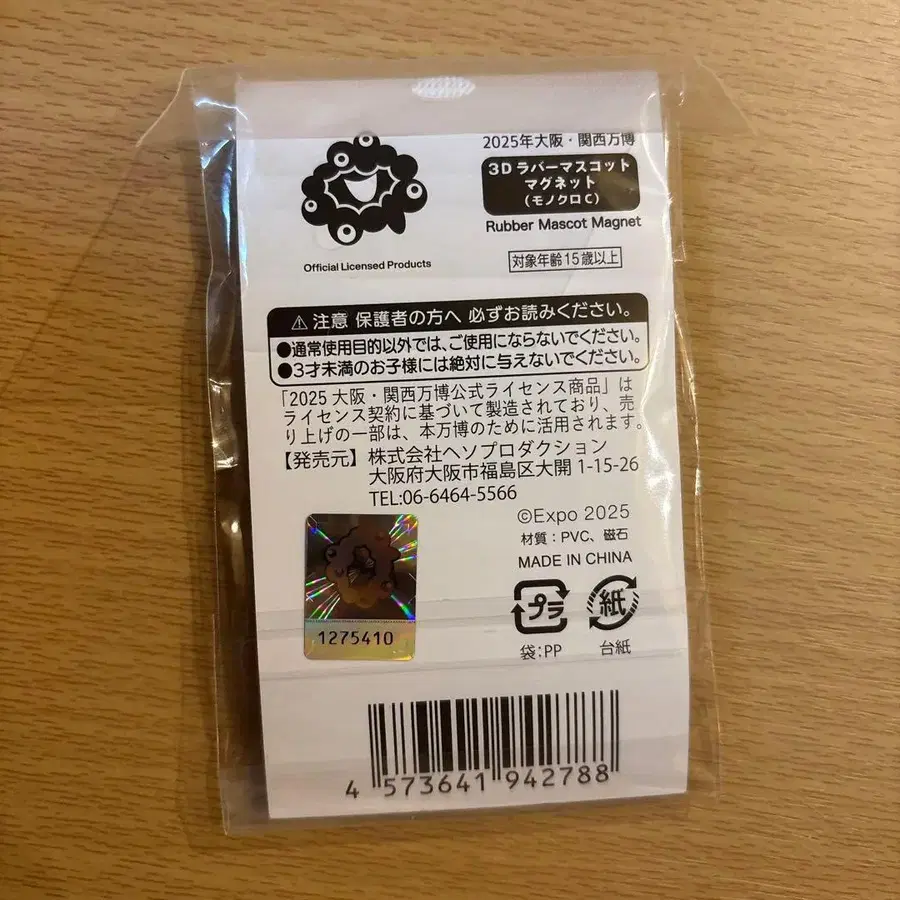 2025年大阪・関西万博
3Dラバーマスコット
マグネット
(モノクロC)
Rubber Mascot Magnet
Official Licensed Products
対象年齢15歳以上
⚠注意 保護者の方へ 必ずお読みください。
●通常使用目的以外では、ご使用にならないでください。
●3才未満のお子様には絶対に与えないでください。
「2025 大阪・関西万博公式ライセンス商品」は
ライセンス契約に基づいて製造されており、売
り上げの一部は、本万博のために活用されます。
【発売元】株式会社ヘソプロダクション
大阪府大阪市福島区大開 1-15-26
TEL:06-6464-5566
©Expo 2025
材質:PVC、磁石
MADE IN CHINA
1275410
プラ
袋:PP
紙
台紙
4 573641 942788